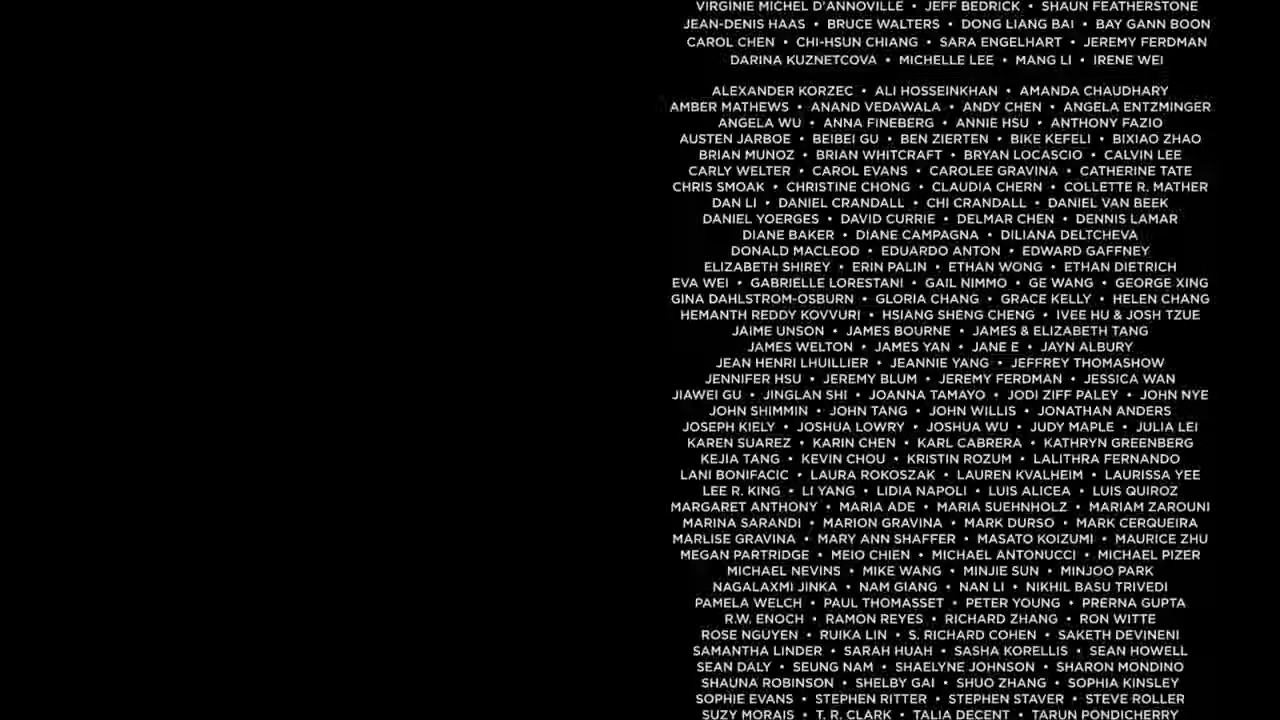 VIRGINIE MICHEL D'ANNOVILLE • JEFF BEDRICK • SHAUN FEATHERSTONE
JEAN-DENIS HAAS • BRUCE WALTERS • DONG LIANG BAI • BAY GANN BOON
CAROL CHEN • CHI-HSUN CHIANG • SARA ENGELHART • JEREMY FERDMAN
DARINA KUZNETCOVA • MICHELLE LEE • MANG LI • IRENE WEI
ALEXANDER KORZEC • ALI HOSSEINKHAN • AMANDA CHAUDHARY
AMBER MATHEWS • ANAND VEDAWALA • ANDY CHEN • ANGELA ENTZMINGER
ANGELA WU • ANNA FINEBERG • ANNIE HSU • ANTHONY FAZIO
AUSTEN JARBOE • BEIBEI GU • BEN ZIERTEN • BIKE KEFELI • BIXIAO ZHAO
BRIAN MUNOZ • BRIAN WHITCRAFT • BRYAN LOCASCIO • CALVIN LEE
CARLY WELTER • CAROL EVANS • CAROLEE GRAVINA • CATHERINE TATE
CHRIS SMOAK • CHRISTINE CHONG • CLAUDIA CHERN • COLLETTE R. MATHER
DAN LI • DANIEL CRANDALL • CHI CRANDALL • DANIEL VAN BEEK
DANIEL YOERGES • DAVID CURRIE • DELMAR CHEN • DENNIS LAMAR
DIANE BAKER • DIANE CAMPAGNA • DILIANA DELTCHEVA
DONALD MACLEOD • EDUARDO ANTON • EDWARD GAFFNEY
ELIZABETH SHIREY • ERIN PALIN • ETHAN WONG • ETHAN DIETRICH
EVA WEI • GABRIELLE LORESTANI • GAIL NIMMO • GE WANG • GEORGE XING
GINA DAHLSTROM-OSBURN • GLORIA CHANG • GRACE KELLY • HELEN CHANG
HEMANTH REDDY KOVVURI • HSIANG SHENG CHENG • IVEE HU & JOSH TZUE
JAIME UNSON • JAMES BOURNE • JAMES & ELIZABETH TANG
JAMES WELTON • JAMES YAN • JANE E • JAYN ALBURY
JEAN HENRI LHUILLIER • JEANNIE YANG • JEFFREY THOMASHOW
JENNIFER HSU • JEREMY BLUM • JEREMY FERDMAN • JESSICA WAN
JIAWEI GU • JINGLAN SHI • JOANNA TAMAYO • JODI ZIFF PALEY • JOHN NYE
JOHN SHIMMIN • JOHN TANG • JOHN WILLIS • JONATHAN ANDERS
JOSEPH KIELY • JOSHUA LOWRY • JOSHUA WU • JUDY MAPLE • JULIA LEI
KAREN SUAREZ • KARIN CHEN • KARL CABRERA • KATHRYN GREENBERG
KEJIA TANG • KEVIN CHOU • KRISTIN ROZUM • LALITHRA FERNANDO
LANI BONIFACIC • LAURA ROKOSZAK • LAUREN KVALHEIM • LAURISSA YEE
LEE R. KING • LI YANG • LIDIA NAPOLI • LUIS ALICEA • LUIS QUIROZ
MARGARET ANTHONY • MARIA ADE • MARIA SUEHNHOLZ • MARIAM ZAROUNI
MARINA SARANDI • MARION GRAVINA • MARK DURSO • MARK CERQUEIRA
MARLISE GRAVINA • MARY ANN SHAFFER • MASATO KOIZUMI • MAURICE ZHU
MEGAN PARTRIDGE • MEIO CHIEN • MICHAEL ANTONUCCI • MICHAEL PIZER
MICHAEL NEVINS • MIKE WANG • MINJIE SUN • MINJOO PARK
NAGALAXMI JINKA • NAM GIANG • NAN LI • NIKHIL BASU TRIVEDI
PAMELA WELCH • PAUL THOMASSET • PETER YOUNG • PRERNA GUPTA
R.W. ENOCH • RAMON REYES • RICHARD ZHANG • RON WITTE
ROSE NGUYEN • RUIKA LIN • S. RICHARD COHEN • SAKETH DEVINENI
SAMANTHA LINDER • SARAH HUAH • SASHA KORELLIS • SEAN HOWELL
SEAN DALY • SEUNG NAM • SHAELYNE JOHNSON • SHARON MONDINO
SHAUNA ROBINSON • SHELBY GAI • SHUO ZHANG • SOPHIA KINSLEY
SOPHIE EVANS • STEPHEN RITTER • STEPHEN STAVER • STEVE ROLLER
SUZY MORAIS • T. R. CLARK • TALIA DECENT • TARUN PONDICHERRY